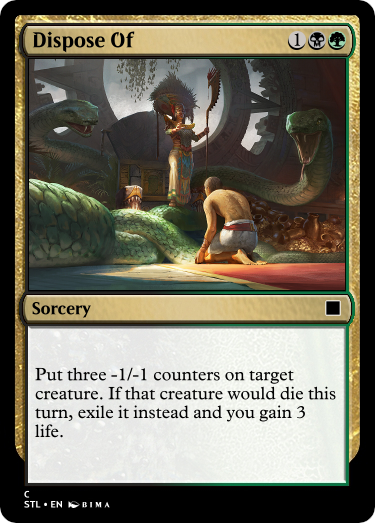 Dispose Of 1
Sorcery
Put three -1/-1 counters on target
creature. If that creature would die this
turn, exile it instead and you gain 3
life.
C
STL • EN BIMA